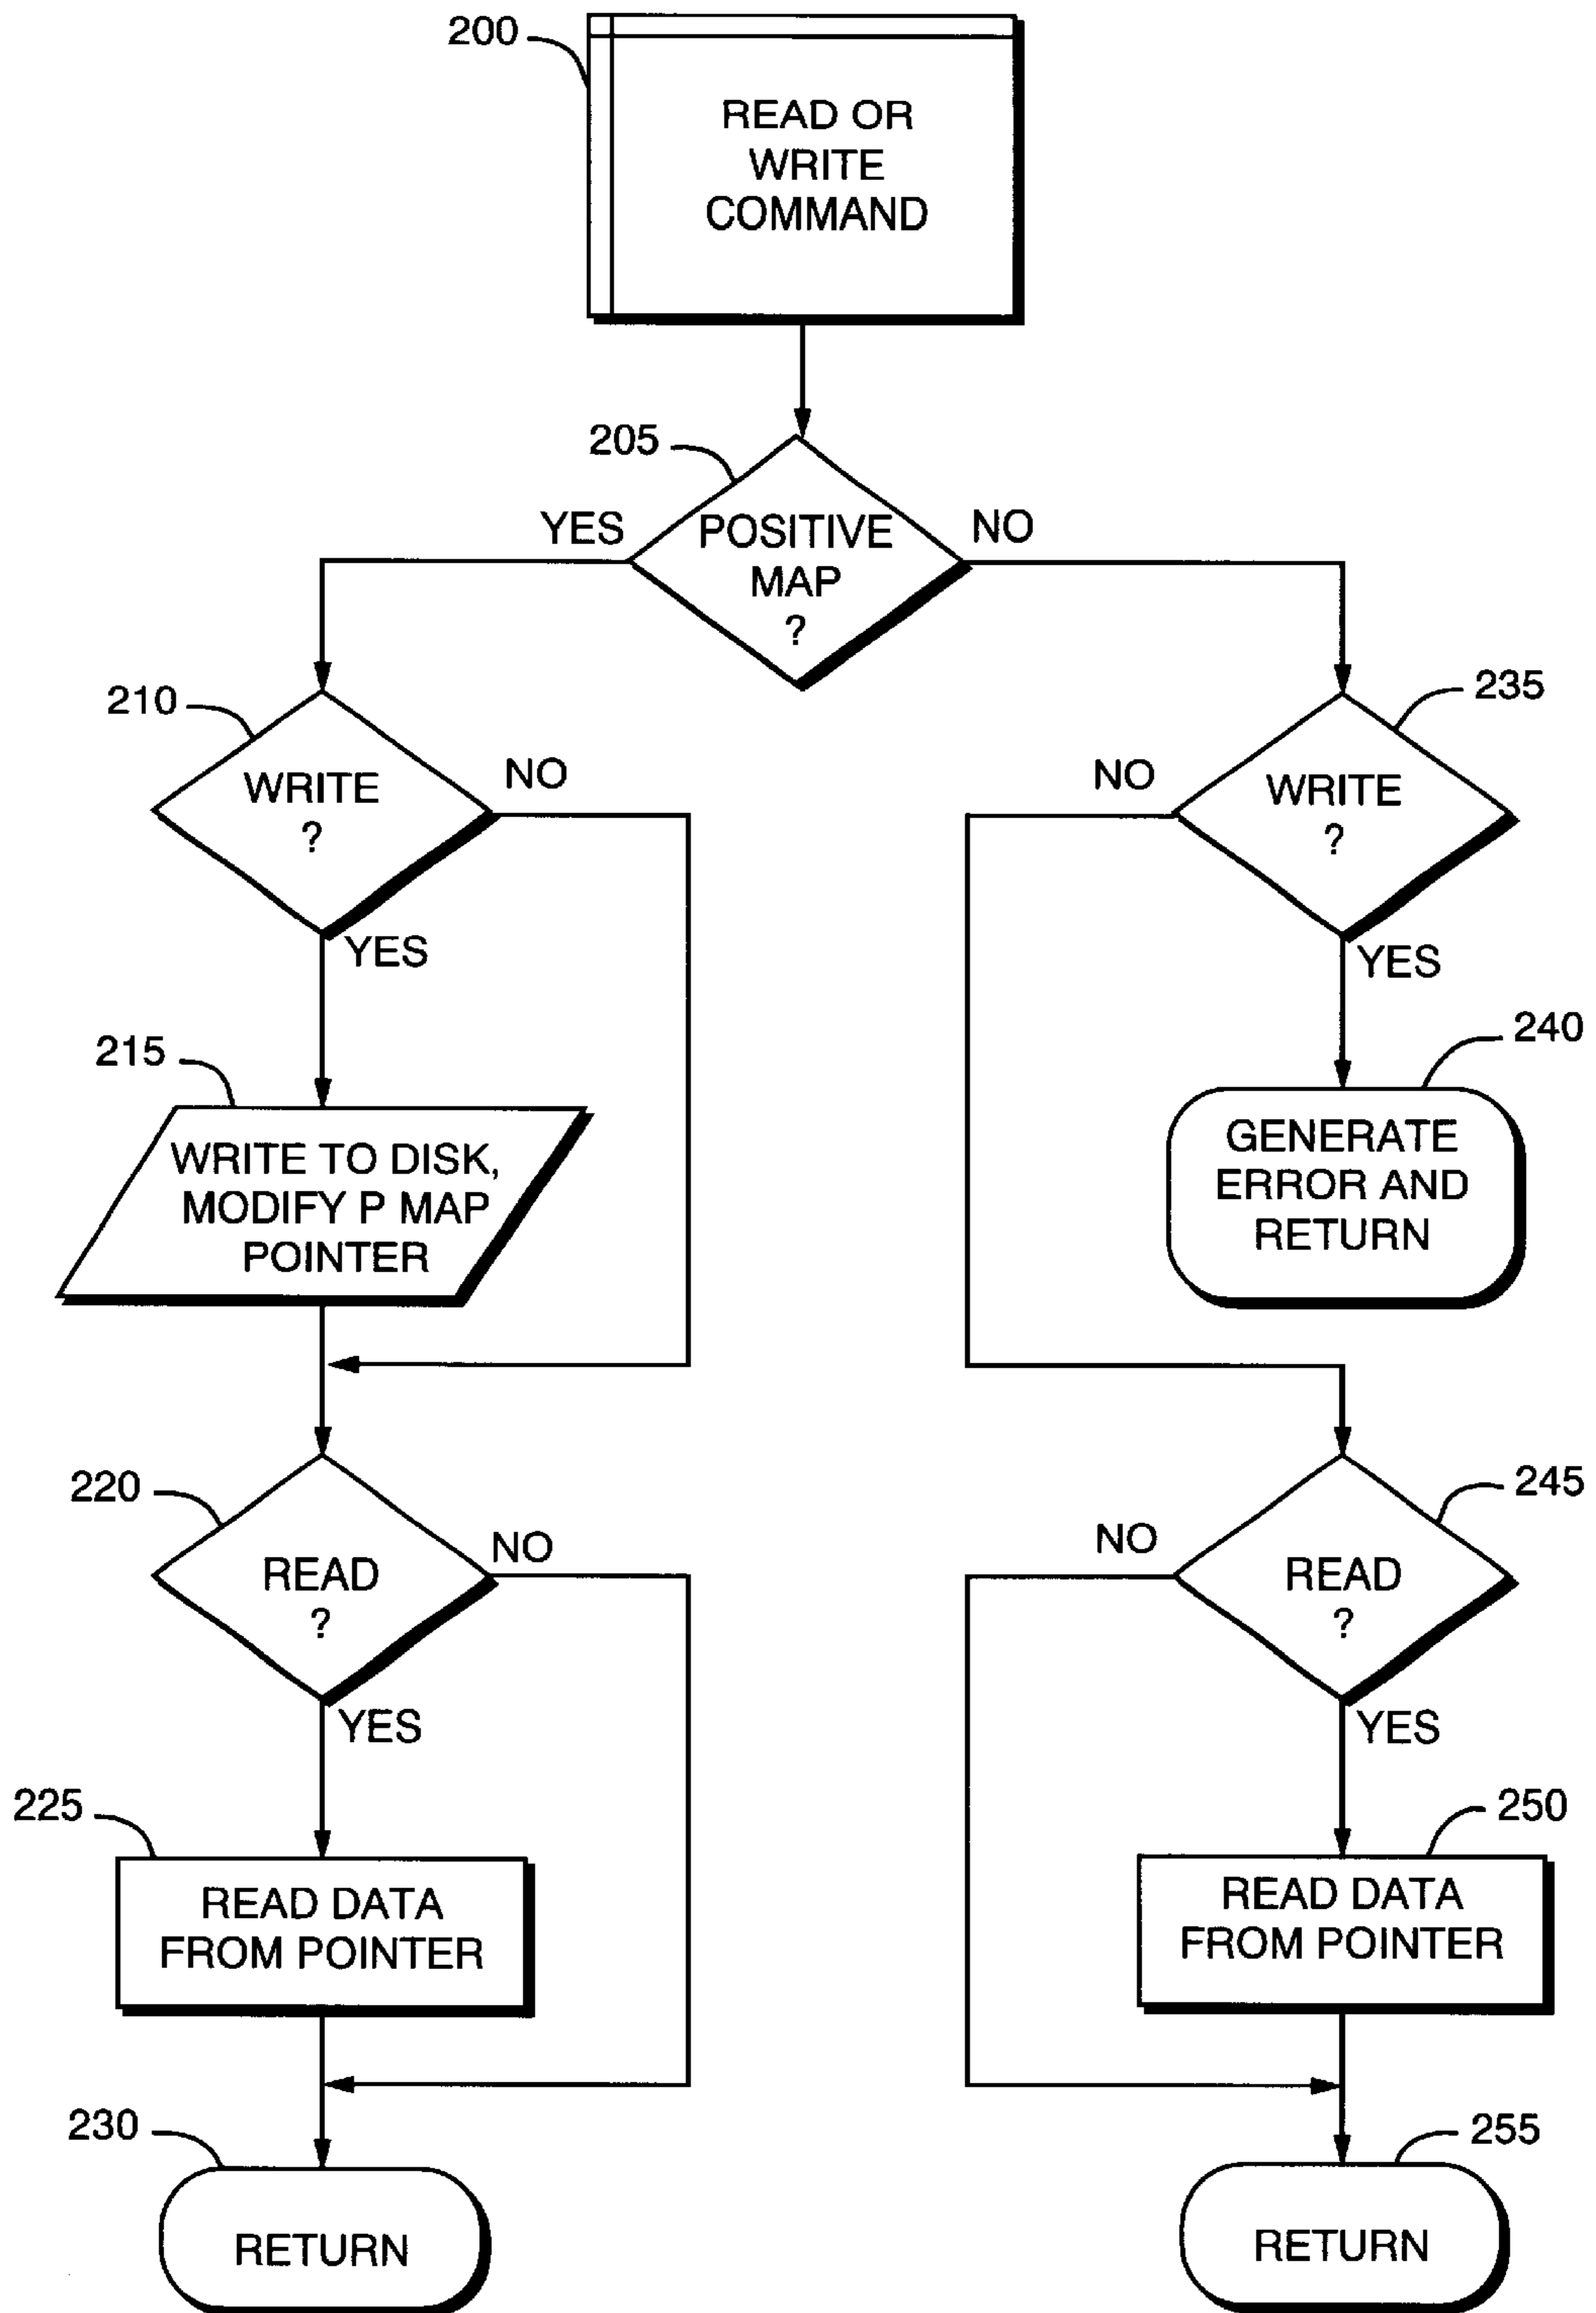 200
READ OR
WRITE
COMMAND
205
YES
POSITIVE
MAP
?
NO
210
WRITE
?
NO
YES
235
NO
WRITE
?
YES
215
WRITE TO DISK,
MODIFY P MAP
POINTER
240
GENERATE
ERROR AND
RETURN
220
READ
?
NO
YES
245
NO
READ
?
YES
225
READ DATA
FROM POINTER
250
READ DATA
FROM POINTER
230
RETURN
255
RETURN